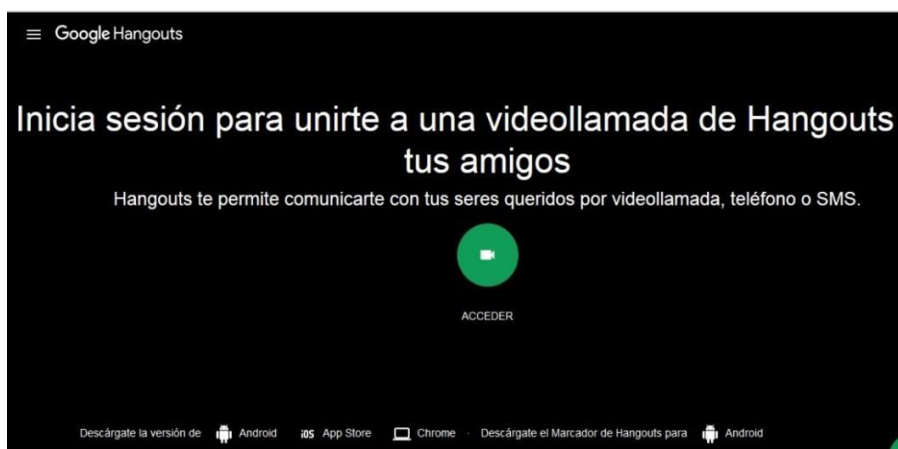 Google Hangouts
Inicia sesión para unirte a una videollamada de Hangouts
tus amigos
Hangouts te permite comunicarte con tus seres queridos por videollamada, teléfono o SMS.
ACCEDER
Descárgate la versión de Android iOS App Store Chrome · Descárgate el Marcador de Hangouts para Android